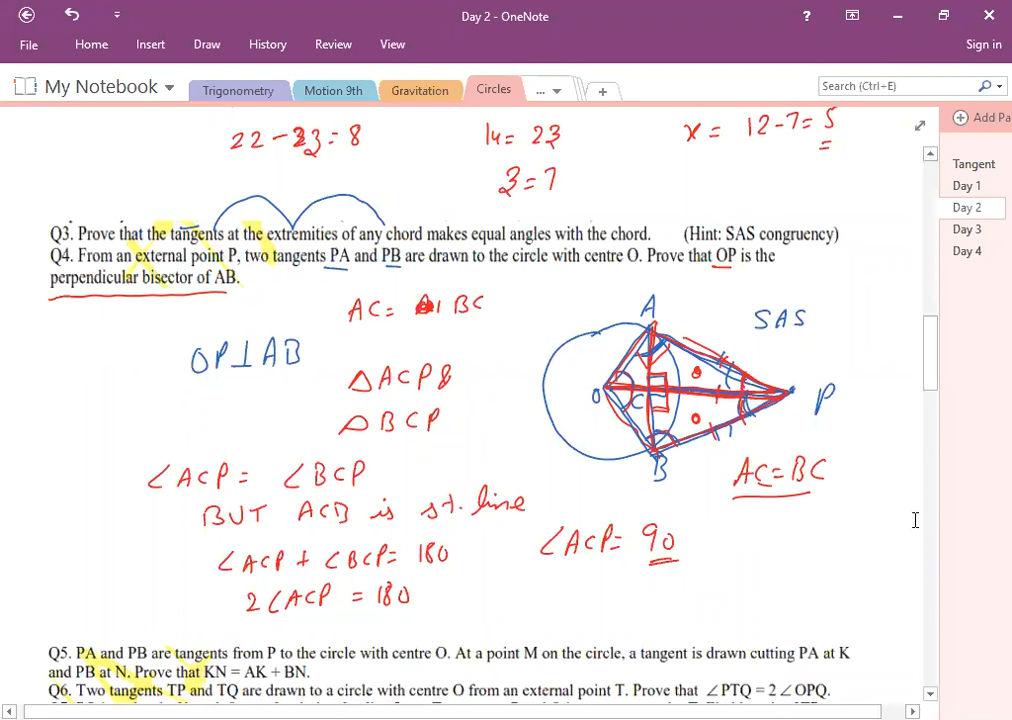 Day 2 - OneNote
?
File Home Insert Draw History Review View Sign in
My Notebook Trigonometry Motion 9th Gravitation Circles ... + Search (Ctrl+E)
Add Pa
Tangent
Day 1
Day 2
Day 3
Day 4
= 8
14 = 23
x = 12-7= 5
=7
Q3. Prove that the tangents at the extremities of any chord makes equal angles with the chord. (Hint: SAS congruency)
Q4. From an external point P, two tangents PA and PB are drawn to the circle with centre O. Prove that OP is the
perpendicular bisector of AB.
AC = BC
OP⊥AB
△ACP &
△BCP
∠ACP = ∠BCP
BUT ACB is st. line
∠ACP + ∠BCP = 180
2∠ACP = 180
A
SAS
O
C
P
B
AC=BC
∠ACP= 90
Q5. PA and PB are tangents from P to the circle with centre O. At a point M on the circle, a tangent is drawn cutting PA at K
and PB at N. Prove that KN = AK + BN.
Q6. Two tangents TP and TQ are drawn to a circle with centre O from an external point T. Prove that ∠PTQ = 2∠OPQ.